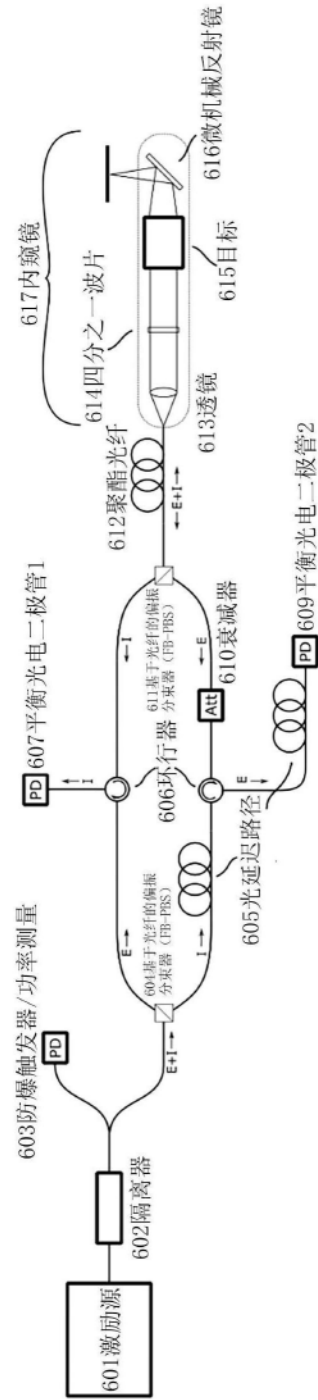 601激励源
602隔离器
603防爆触发器/功率测量
PD
E+I
604基于光纤的偏振
分束器（FB-PBS）
E
I
605光延迟路径
606环行器
607平衡光电二极管1
PD
I
E
609平衡光电二极管2
PD
I
E
Att
610衰减器
611基于光纤的偏振
分束器（FB-PBS）
612聚酯光纤
E+I
613透镜
614四分之一波片
615目标
616微机械反射镜
617内窥镜